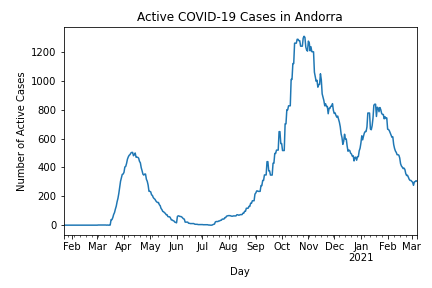 Active COVID-19 Cases in Andorra
Number of Active Cases
1200
1000
800
600
400
200
0
Feb Mar Apr May Jun Jul Aug Sep Oct Nov Dec Jan Feb Mar
2021
Day